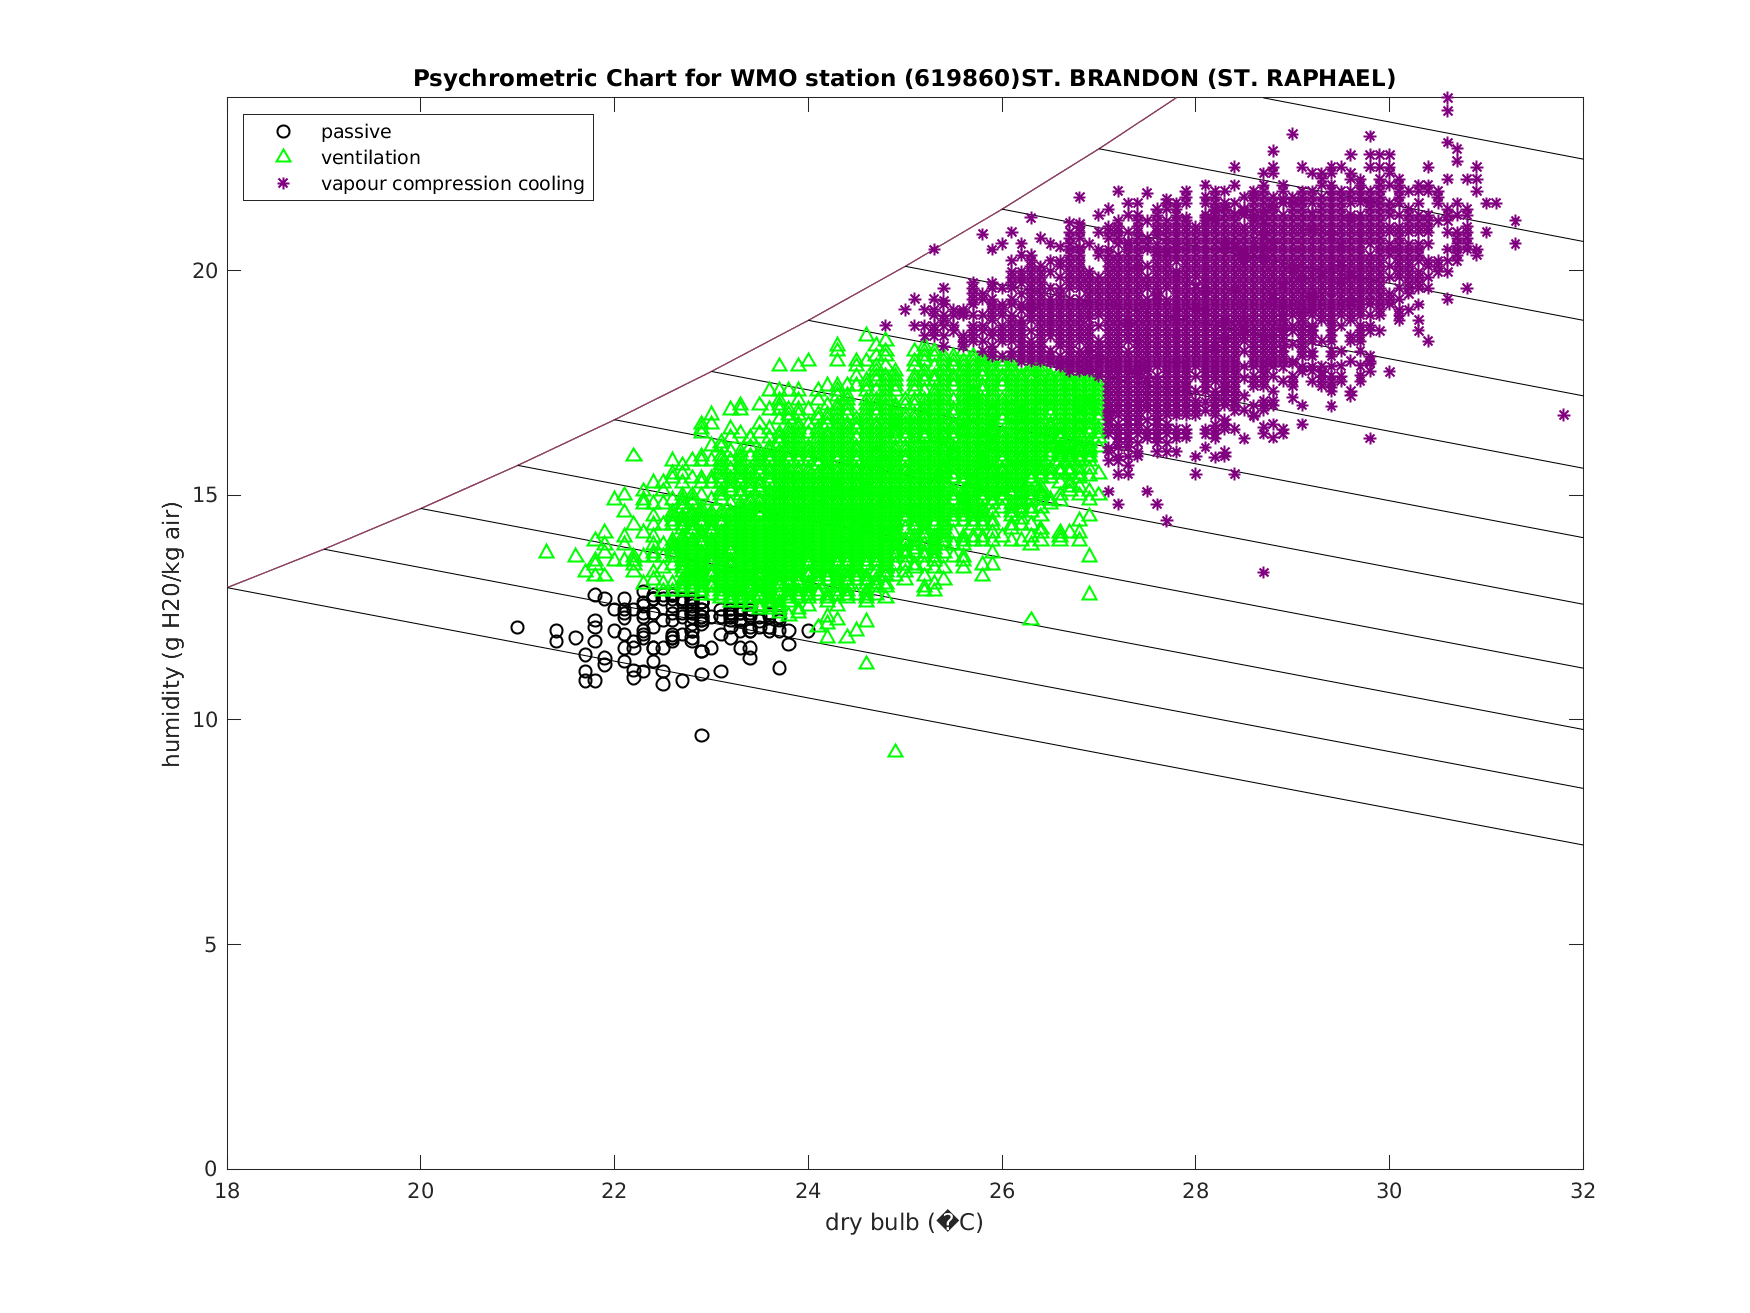 Psychrometric Chart for WMO station (619860)ST. BRANDON (ST. RAPHAEL)
passive
ventilation
vapour compression cooling
20
15
10
5
0
humidity (g H20/kg air)
18 20 22 24 26 28 30 32
dry bulb (�C)